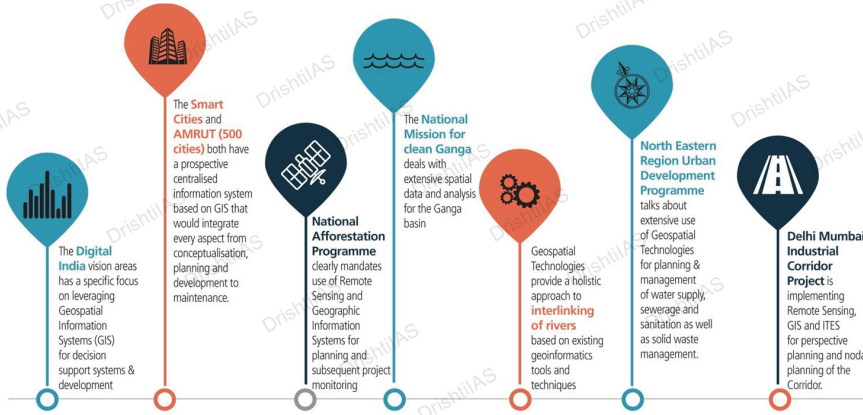 The Digital
India vision areas
has a specific focus
on leveraging
Geospatial
Information
Systems (GIS)
for decision
support systems &
development
The Smart
Cities and
AMRUT (500
cities) both have
a prospective
centralised
information system
based on GIS that
would integrate
every aspect from
conceptualisation,
planning and
development to
maintenance.
National
Afforestation
Programme
clearly mandates
use of Remote
Sensing and
Geographic
Information
Systems for
planning and
subsequent project
monitoring
The National
Mission for
clean Ganga
deals with
extensive spatial
data and analysis
for the Ganga
basin
Geospatial
Technologies
provide a holistic
approach to
interlinking
of rivers
based on existing
geoinformatics
tools and
techniques
North Eastern
Region Urban
Development
Programme
talks about
extensive use
of Geospatial
Technologies
for planning &
management
of water supply,
sewerage and
sanitation as well
as solid waste
management.
Delhi Mumbai
Industrial
Corridor
Project is
implementing
Remote Sensing,
GIS and ITES
for perspective
planning and noda
planning of the
Corridor.
DrishtiIAS
DrishtiIAS
DrishtiIAS
DrishtiIAS
DrishtiIAS
DrishtiIAS
DrishtiIAS
DrishtiIAS